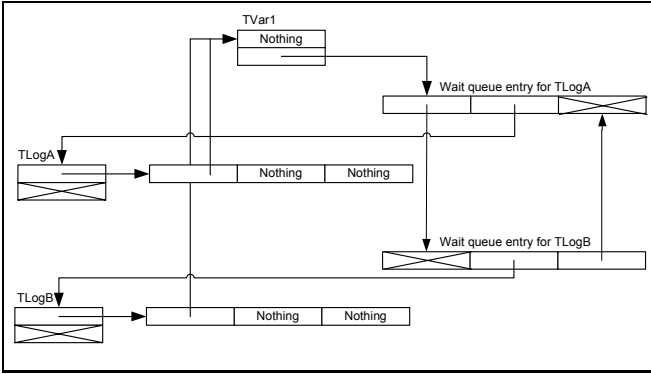 TVar1
Nothing
Wait queue entry for TLogA
TLogA
Nothing
Nothing
Wait queue entry for TLogB
TLogB
Nothing
Nothing